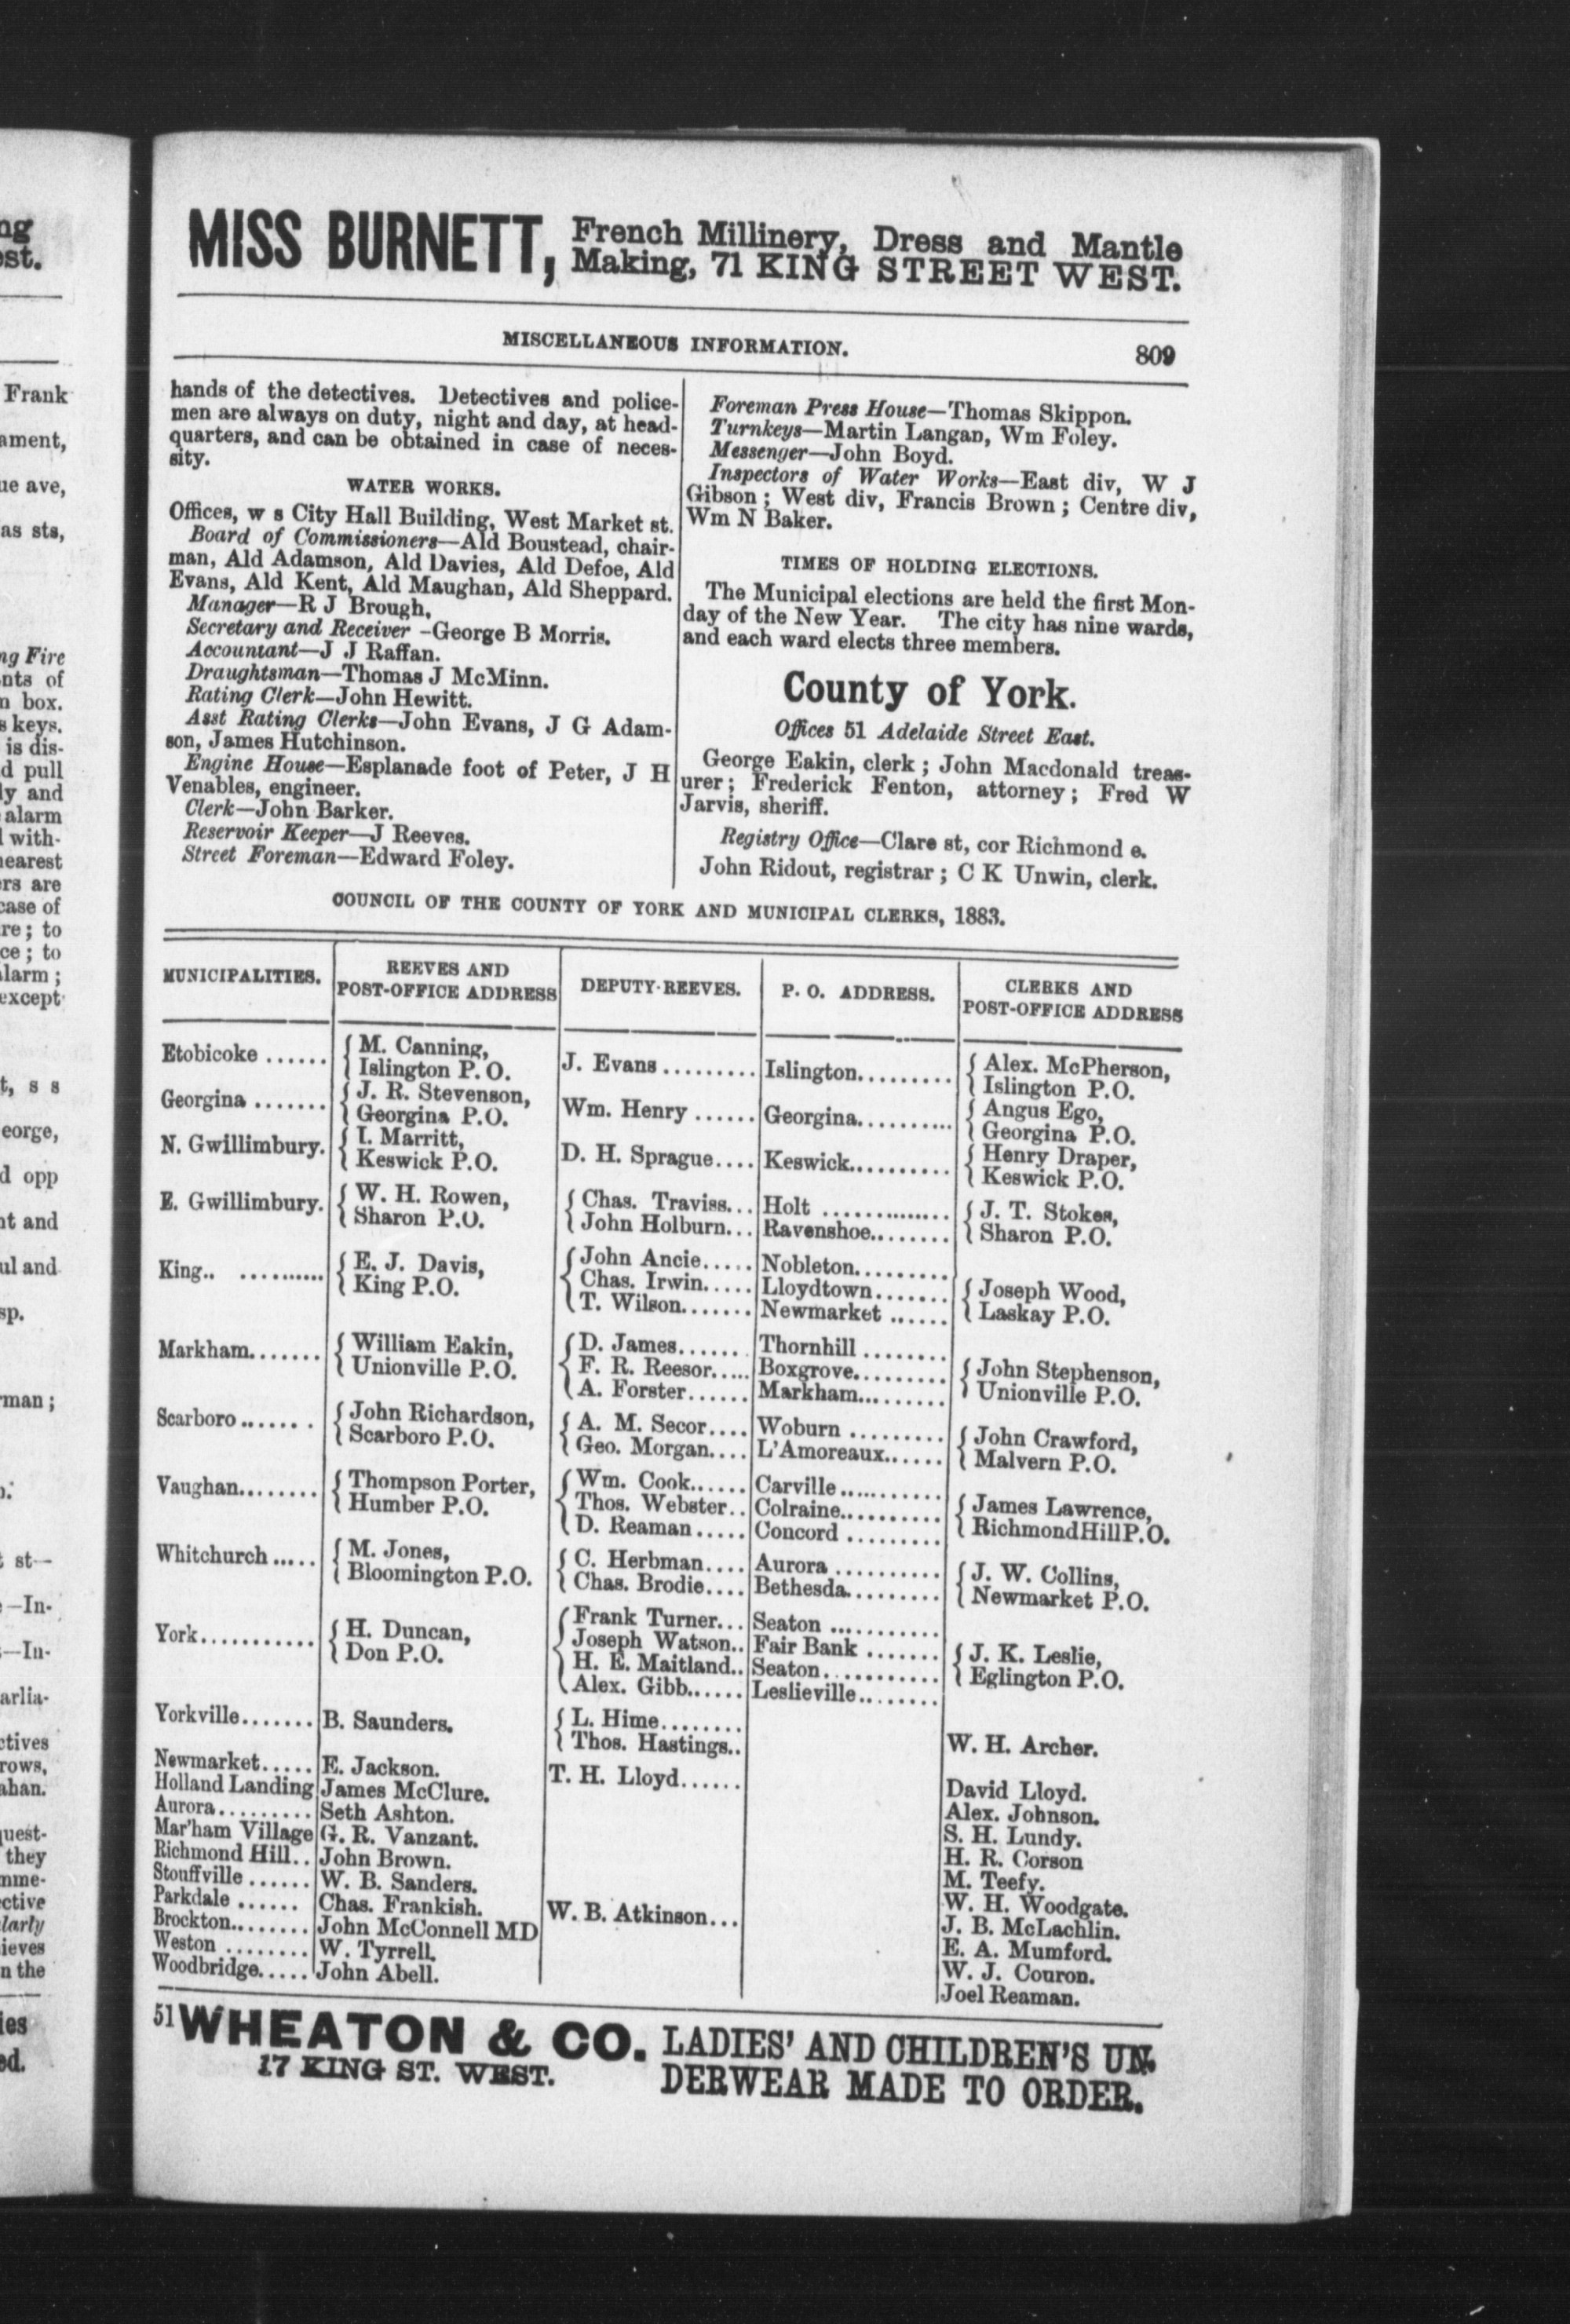 MISS BURNETT, French Millinery, Dress and Mantle
Making, 71 KING STREET WEST.
MISCELLANEOUS INFORMATION. 809
hands of the detectives. Detectives and police-
men are always on duty, night and day, at head-
quarters, and can be obtained in case of neces-
sity.
WATER WORKS.
Offices, w s City Hall Building, West Market st.
Board of Commissioners—Ald Boustead, chair-
man, Ald Adamson, Ald Davies, Ald Defoe, Ald
Evans, Ald Kent, Ald Maughan, Ald Sheppard.
Manager—R J Brough,
Secretary and Receiver -George B Morris.
Accountant—J J Raffan.
Draughtsman—Thomas J McMinn.
Rating Clerk—John Hewitt.
Asst Rating Clerks—John Evans, J G Adam-
son, James Hutchinson.
Engine House—Esplanade foot of Peter, J H
Venables, engineer.
Clerk—John Barker.
Reservoir Keeper—J Reeves.
Street Foreman—Edward Foley.
Foreman Press House—Thomas Skippon.
Turnkeys—Martin Langan, Wm Foley.
Messenger—John Boyd.
Inspectors of Water Works—East div, W J
Gibson ; West div, Francis Brown ; Centre div,
Wm N Baker.
TIMES OF HOLDING ELECTIONS.
The Municipal elections are held the first Mon-
day of the New Year. The city has nine wards,
and each ward elects three members.
County of York.
Offices 51 Adelaide Street East.
George Eakin, clerk ; John Macdonald treas-
urer ; Frederick Fenton, attorney ; Fred W
Jarvis, sheriff.
Registry Office—Clare st, cor Richmond e.
John Ridout, registrar ; C K Unwin, clerk.
COUNCIL OF THE COUNTY OF YORK AND MUNICIPAL CLERKS, 1883.
MUNICIPALITIES. REEVES AND POST-OFFICE ADDRESS DEPUTY-REEVES. P. O. ADDRESS. CLERKS AND POST-OFFICE ADDRESS
Etobicoke ...... { M. Canning, Islington P.O. J. Evans ......... Islington......... { Alex. McPherson, Islington P.O.
Georgina ....... { J. R. Stevenson, Georgina P.O. Wm. Henry ...... Georgina.......... { Angus Ego, Georgina P.O.
N. Gwillimbury. { I. Marritt, Keswick P.O. D. H. Sprague.... Keswick.......... { Henry Draper, Keswick P.O.
E. Gwillimbury. { W. H. Rowen, Sharon P.O. { Chas. Traviss... Holt .............. { J. T. Stokes, Sharon P.O.
John Holburn... Ravenshoe........
King.. .......... { E. J. Davis, King P.O. { John Ancie..... Nobleton.........
Chas. Irwin..... Lloydtown....... { Joseph Wood, Laskay P.O.
T. Wilson....... Newmarket ......
Markham....... { William Eakin, Unionville P.O. { D. James....... Thornhill ........
F. R. Reesor..... Boxgrove......... { John Stephenson, Unionville P.O.
A. Forster...... Markham.........
Scarboro ....... { John Richardson, Scarboro P.O. { A. M. Secor.... Woburn ......... { John Crawford, Malvern P.O.
Geo. Morgan.... L'Amoreaux......
Vaughan........ { Thompson Porter, Humber P.O. { Wm. Cook...... Carville............
Thos. Webster.. Colraine.......... { James Lawrence, Richmond Hill P.O.
D. Reaman ..... Concord .........
Whitchurch ..... { M. Jones, Bloomington P.O. { C. Herbman.... Aurora .......... { J. W. Collins, Newmarket P.O.
Chas. Brodie.... Bethesda.........
York........... { H. Duncan, Don P.O. { Frank Turner... Seaton ...........
Joseph Watson.. Fair Bank ....... { J. K. Leslie, Eglington P.O.
H. E. Maitland.. Seaton............
Alex. Gibb...... Leslieville........
Yorkville....... B. Saunders. { L. Hime........ W. H. Archer.
Thos. Hastings..
Newmarket..... E. Jackson. T. H. Lloyd...... David Lloyd.
Holland Landing James McClure. Alex. Johnson.
Aurora......... Seth Ashton. S. H. Lundy.
Mar'ham Village G. R. Vanzant. H. R. Corson
Richmond Hill.. John Brown. M. Teefy.
Stouffville ...... W. B. Sanders. W. H. Woodgate.
Parkdale ...... Chas. Frankish. W. B. Atkinson... J. B. McLachlin.
Brockton........ John McConnell MD E. A. Mumford.
Weston ........ W. Tyrrell. W. J. Couron.
Woodbridge..... John Abell. Joel Reaman.
51 WHEATON & CO. LADIES' AND CHILDREN'S UN-
17 KING ST. WEST. DERWEAR MADE TO ORDER.